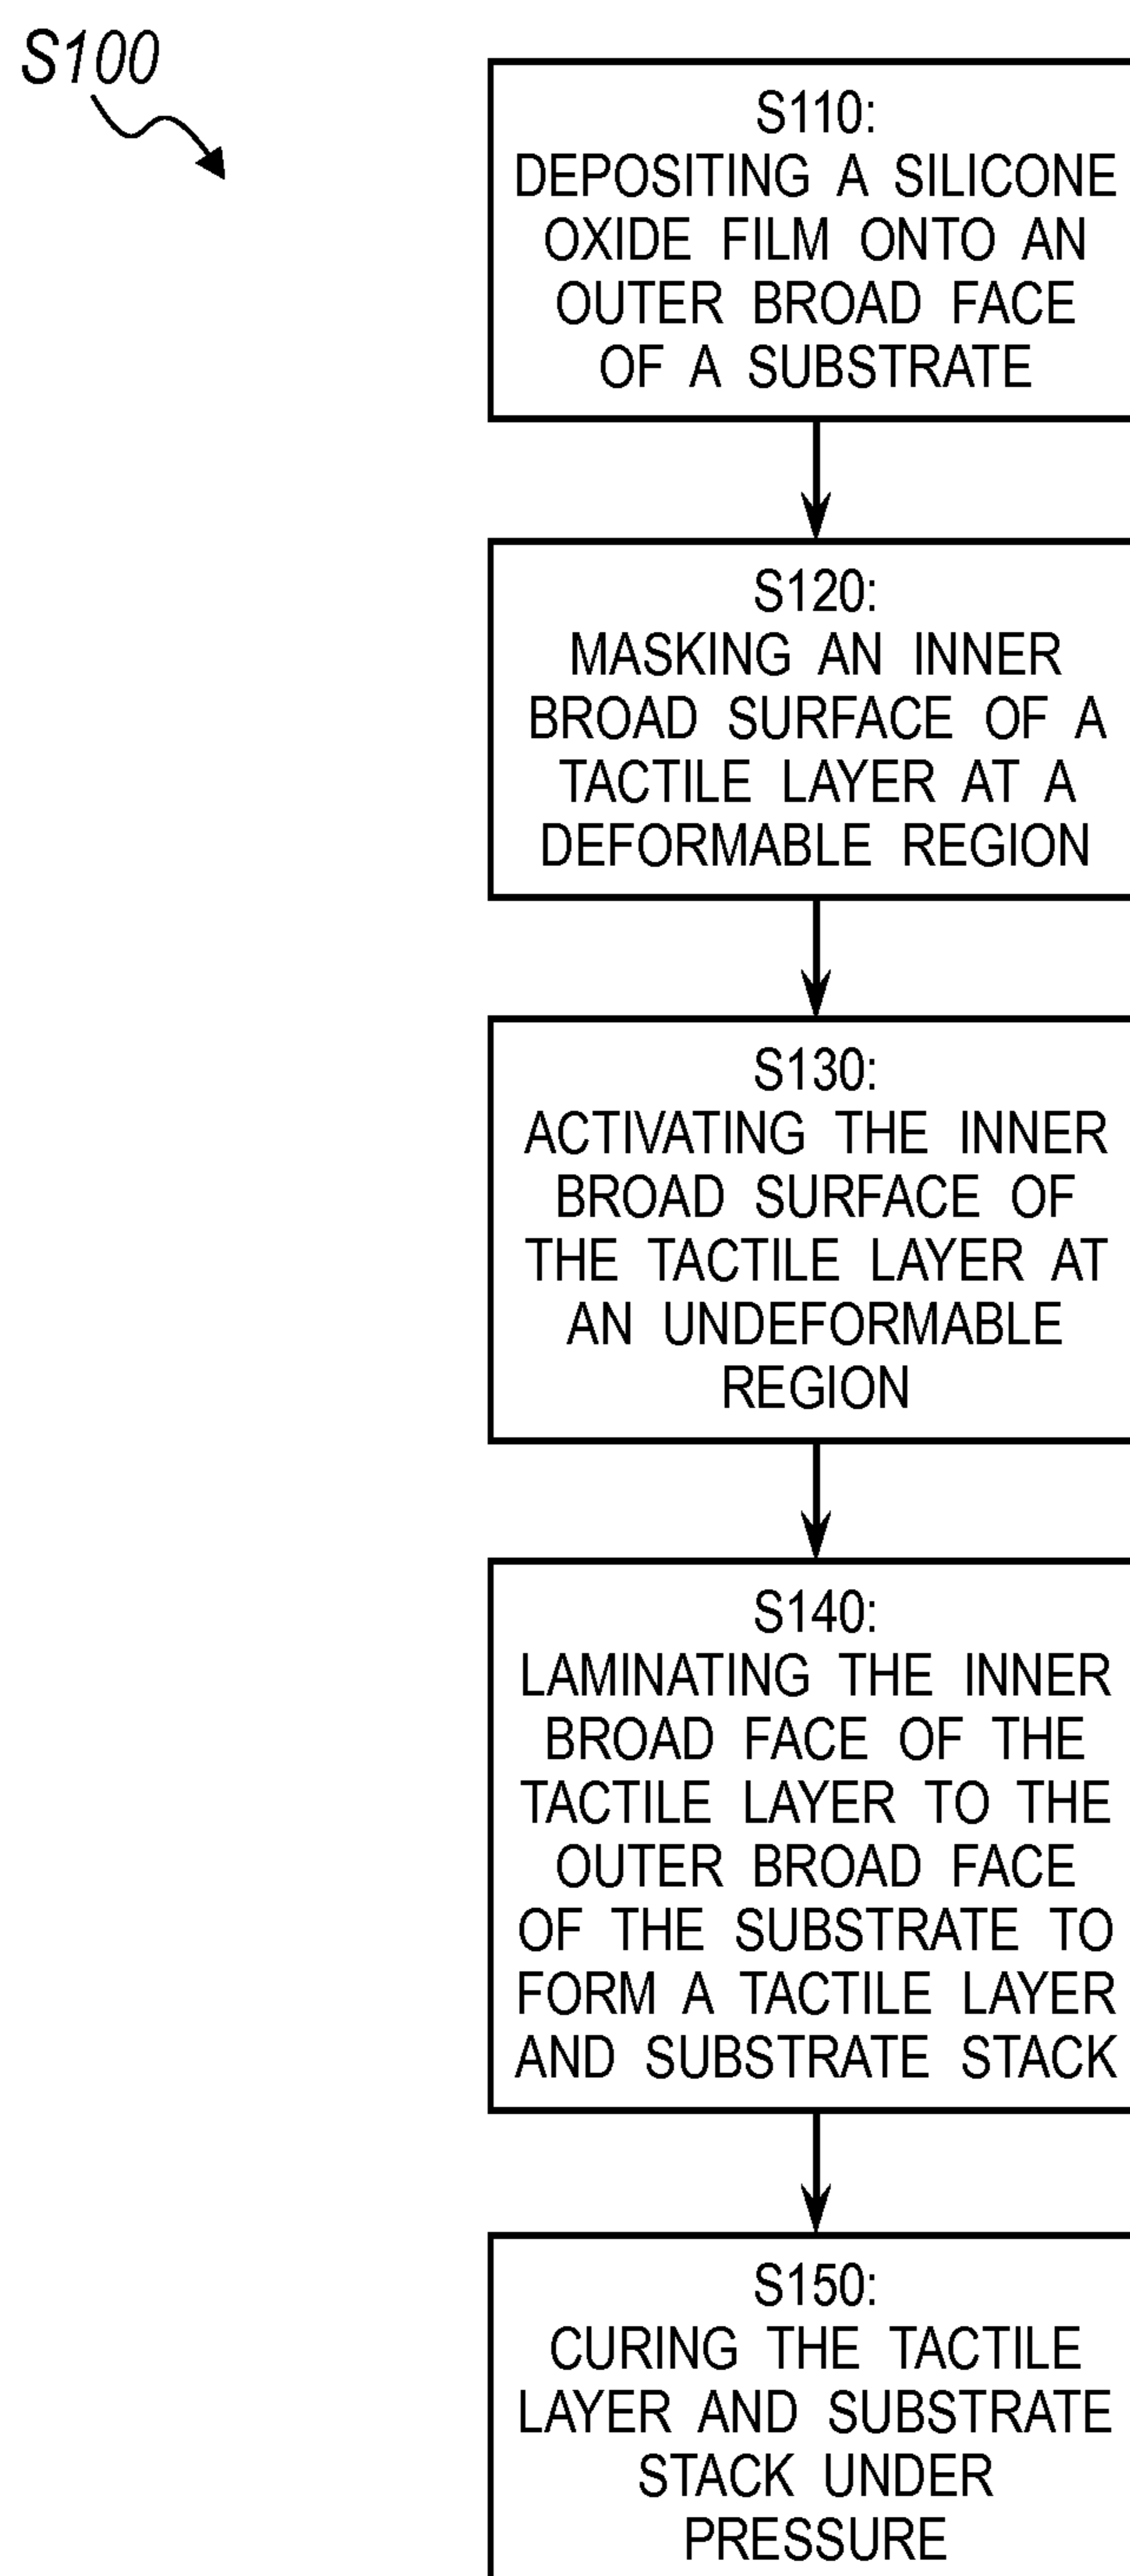 S100
S110:
DEPOSITING A SILICONE
OXIDE FILM ONTO AN
OUTER BROAD FACE
OF A SUBSTRATE
S120:
MASKING AN INNER
BROAD SURFACE OF A
TACTILE LAYER AT A
DEFORMABLE REGION
S130:
ACTIVATING THE INNER
BROAD SURFACE OF
THE TACTILE LAYER AT
AN UNDEFORMABLE
REGION
S140:
LAMINATING THE INNER
BROAD FACE OF THE
TACTILE LAYER TO THE
OUTER BROAD FACE
OF THE SUBSTRATE TO
FORM A TACTILE LAYER
AND SUBSTRATE STACK
S150:
CURING THE TACTILE
LAYER AND SUBSTRATE
STACK UNDER
PRESSURE